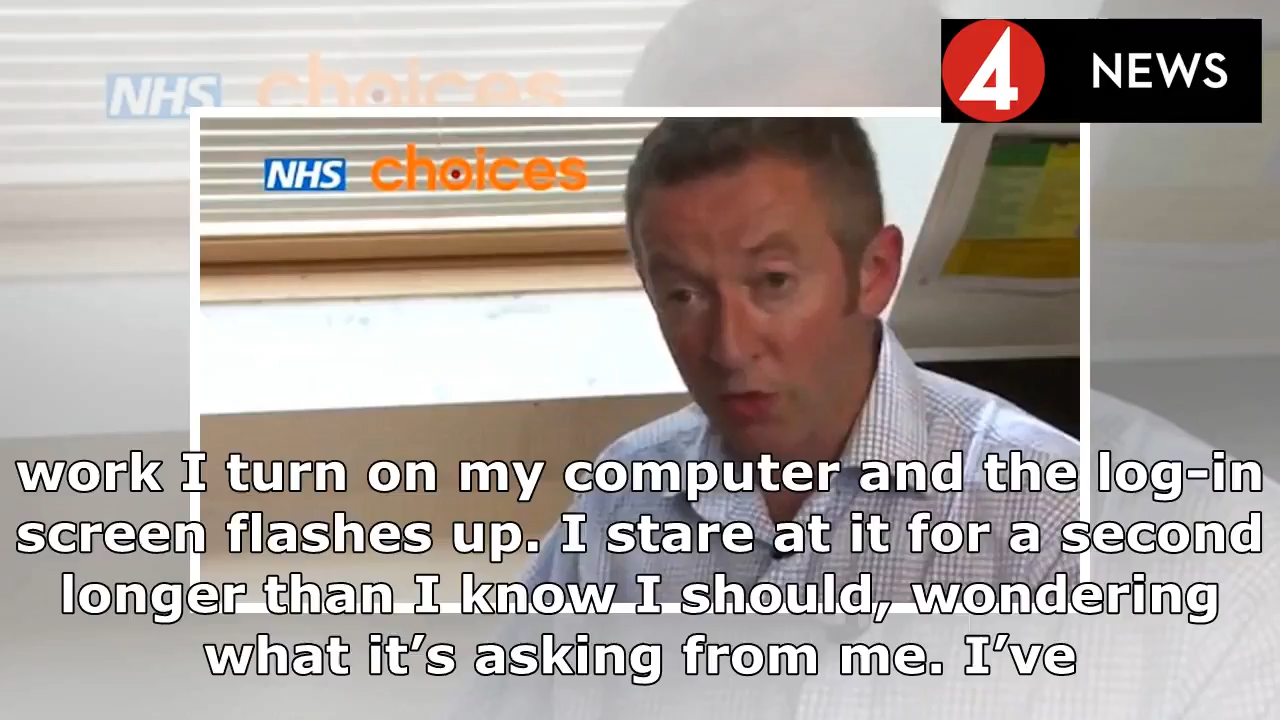 4 NEWS
NHS choices
NHS choices
work I turn on my computer and the log-in
screen flashes up. I stare at it for a second
longer than I know I should, wondering
what it’s asking from me. I’ve